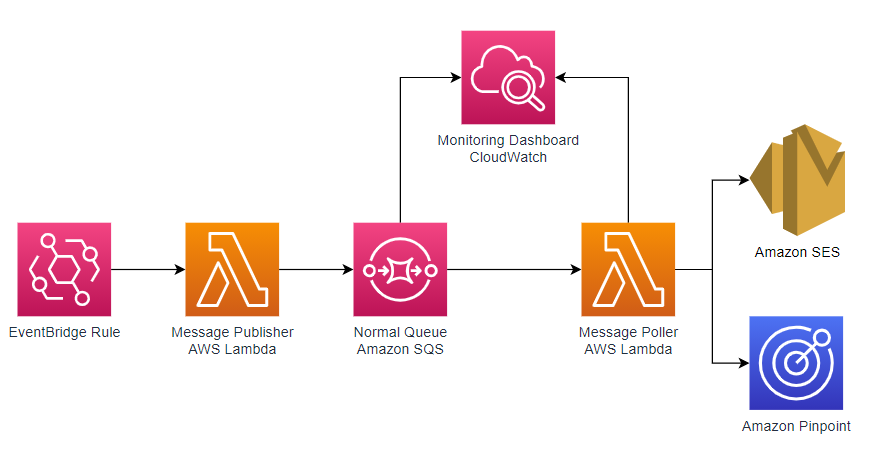 Monitoring Dashboard
CloudWatch
Amazon SES
EventBridge Rule
Message Publisher
AWS Lambda
Normal Queue
Amazon SQS
Message Poller
AWS Lambda
Amazon Pinpoint